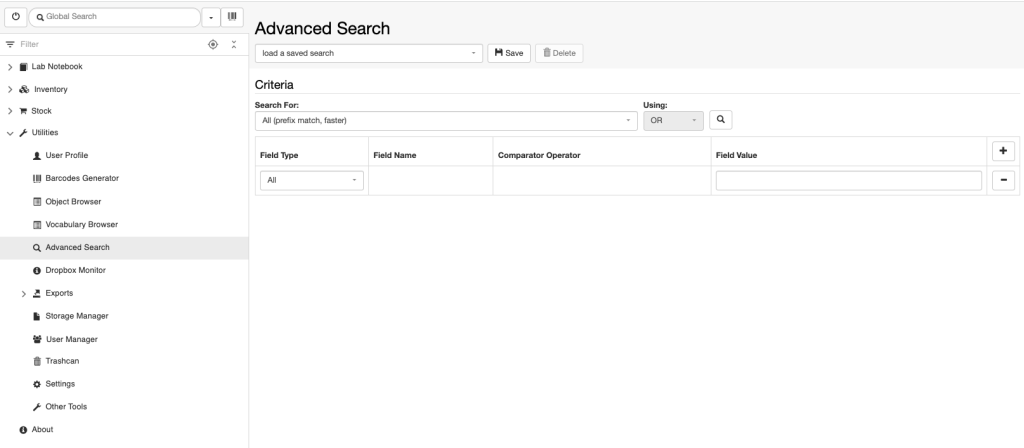 Global Search
Filter
Lab Notebook
Inventory
Stock
Utilities
User Profile
Barcodes Generator
Object Browser
Vocabulary Browser
Advanced Search
Dropbox Monitor
Exports
Storage Manager
User Manager
Trashcan
Settings
Other Tools
About
Advanced Search
load a saved search
Save
Delete
Criteria
Search For:
Using:
All (prefix match, faster)
OR
Field Type
Field Name
Comparator Operator
Field Value
All